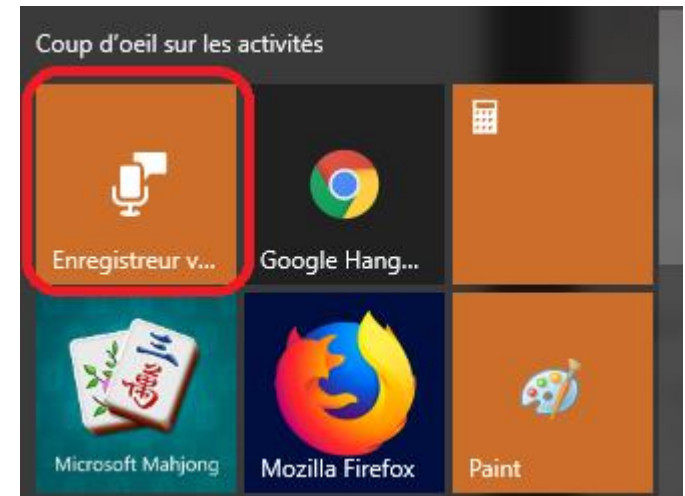 Coup d'oeil sur les activités
Enregistreur v...
Google Hang...
Microsoft Mahjong
Mozilla Firefox
Paint